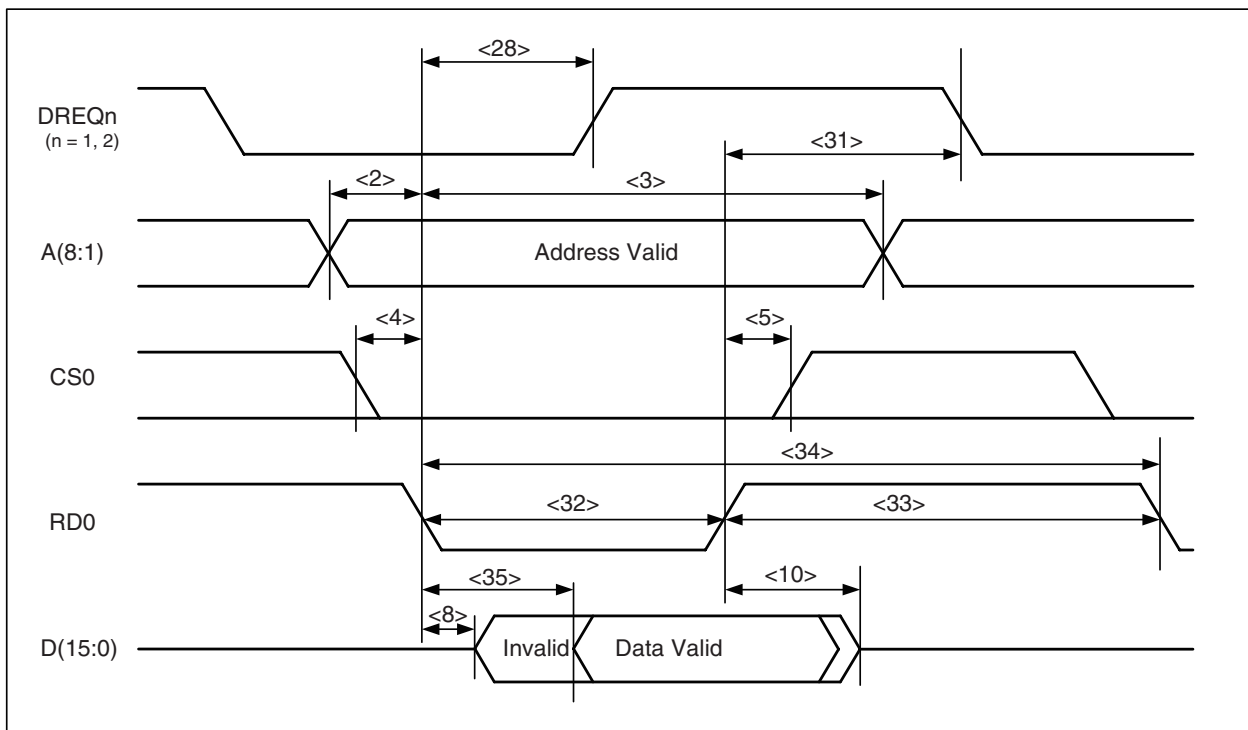 <28>
DREQn
(n = 1, 2)
<31>
<2>
<3>
A(8:1)
Address Valid
<4>
<5>
CS0
<34>
RD0
<32>
<33>
<35>
<10>
<8>
D(15:0)
Invalid
Data Valid